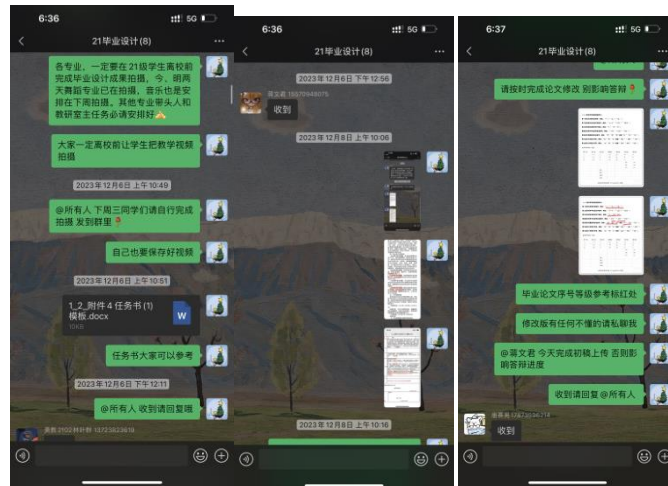 6:36
5G
21毕业设计(8)
各专业，一定要在21级学生离校前
完成毕业设计成果拍摄，今、明两
天舞蹈专业已在拍摄，音乐也是安
排在下周拍摄，其他专业带头人和
教研室主任务必请安排好
大家一定离校前让学生把教学视频
拍摄
2023年12月6日 上午10:49
@所有人 下周三同学们请自行完成
拍摄 发到群里
自己也要保存好视频
2023年12月6日 上午10:51
1_2_附件 4 任务书 (1)
模板.docx
10KB
W
任务书大家可以参考
2023年12月6日 下午12:11
@所有人 收到请回复哦
6:36
5G
21毕业设计(8)
2023年12月6日 下午12:56
收到
2023年12月8日 上午10:06
2023年12月8日 上午10:16
6:37
5G
21毕业设计(8)
请按时完成论文修改 别影响答辩
毕业论文序号等级参考标红处
修改版有任何不懂的请私聊我
@蒋文君 今天完成初稿上传 否则影
响答辩进度
收到请回复@所有人
收到